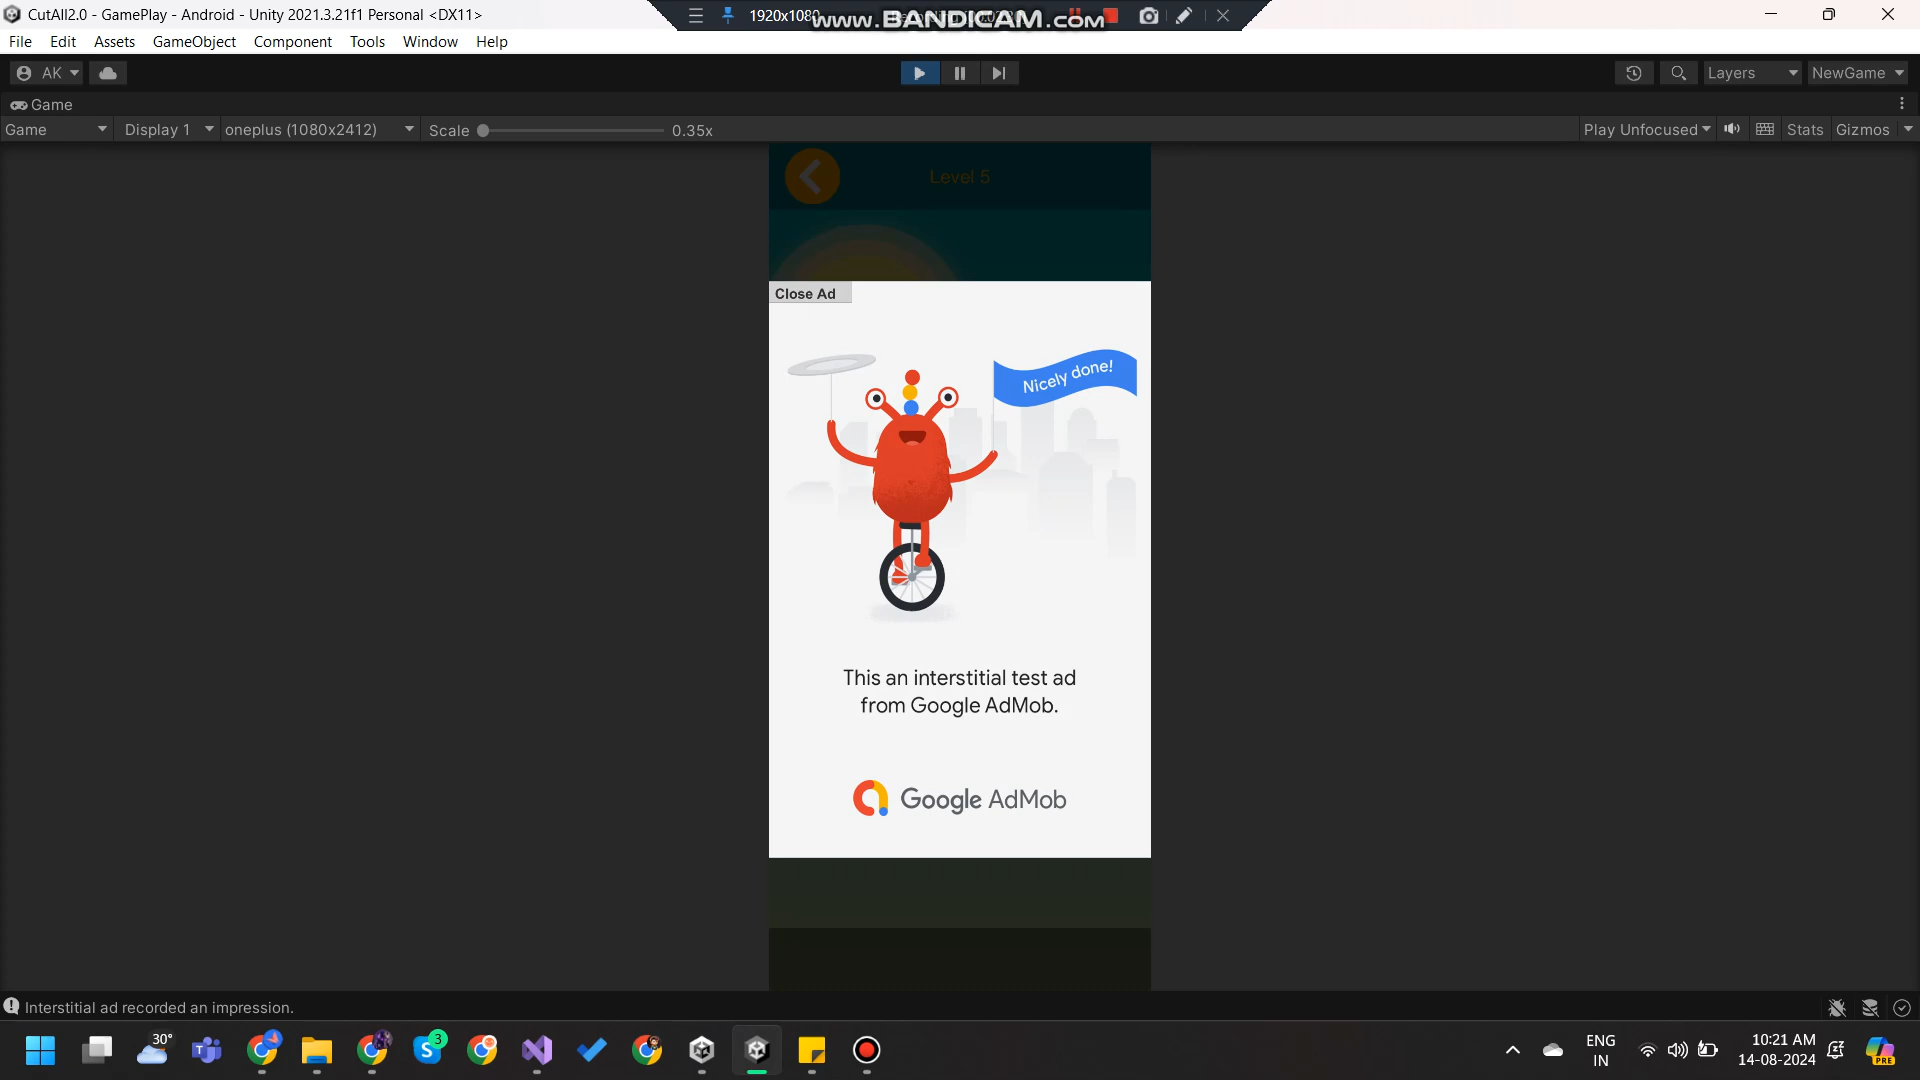 CutAll2.0 - GamePlay - Android - Unity 2021.3.21f1 Personal <DX11>
1920x1080
www.BANDICAM.com
File Edit Assets GameObject Component Tools Window Help
AK
Layers
NewGame
Game
Game
Display 1
oneplus (1080x2412)
Scale
0.35x
Play Unfocused
Stats
Gizmos
Level 5
Close Ad
Nicely done!
This an interstitial test ad
from Google AdMob.
Google AdMob
Interstitial ad recorded an impression.
30°
3
ENG
IN
10:21 AM
14-08-2024
PRE